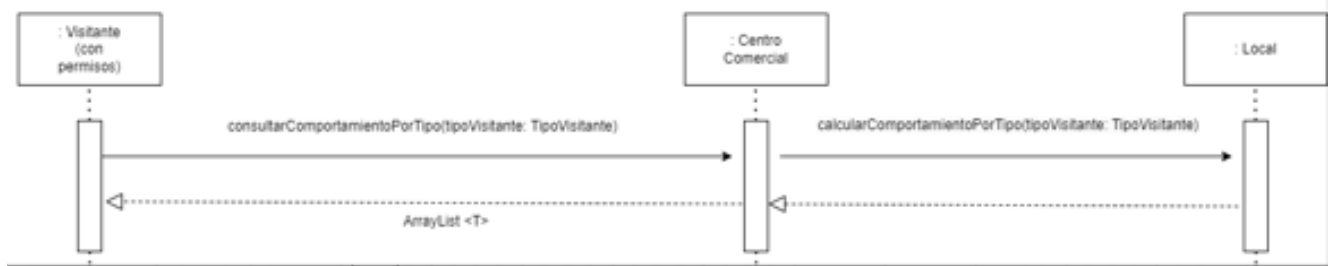 : Visitante
(con
permisos)
: Centro
Comercial
: Local
consultarComportamientoPorTipo(tipoVisitante: TipoVisitante)
calcularComportamientoPorTipo(tipoVisitante: TipoVisitante)
ArrayList <T>